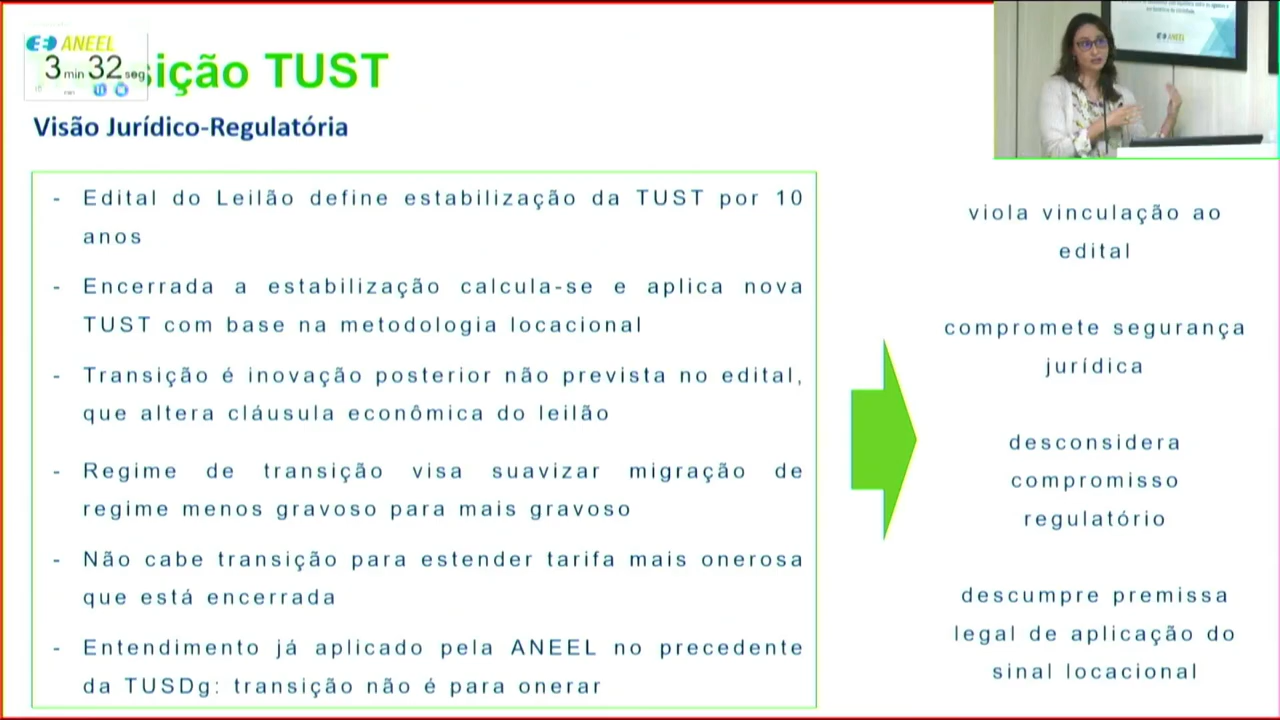 ANEEL
3 min 32 seg
sição TUST
Visão Jurídico-Regulatória
- Edital do Leilão define estabilização da TUST por 10
anos
- Encerrada a estabilização calcula-se e aplica nova
TUST com base na metodologia locacional
- Transição é inovação posterior não prevista no edital,
que altera cláusula econômica do leilão
- Regime de transição visa suavizar migração de
regime menos gravoso para mais gravoso
- Não cabe transição para estender tarifa mais onerosa
que está encerrada
- Entendimento já aplicado pela ANEEL no precedente
da TUSDg: transição não é para onerar
viola vinculação ao
edital
compromete segurança
jurídica
desconsidera
compromisso
regulatório
descumpre premissa
legal de aplicação do
sinal locacional
ANEEL